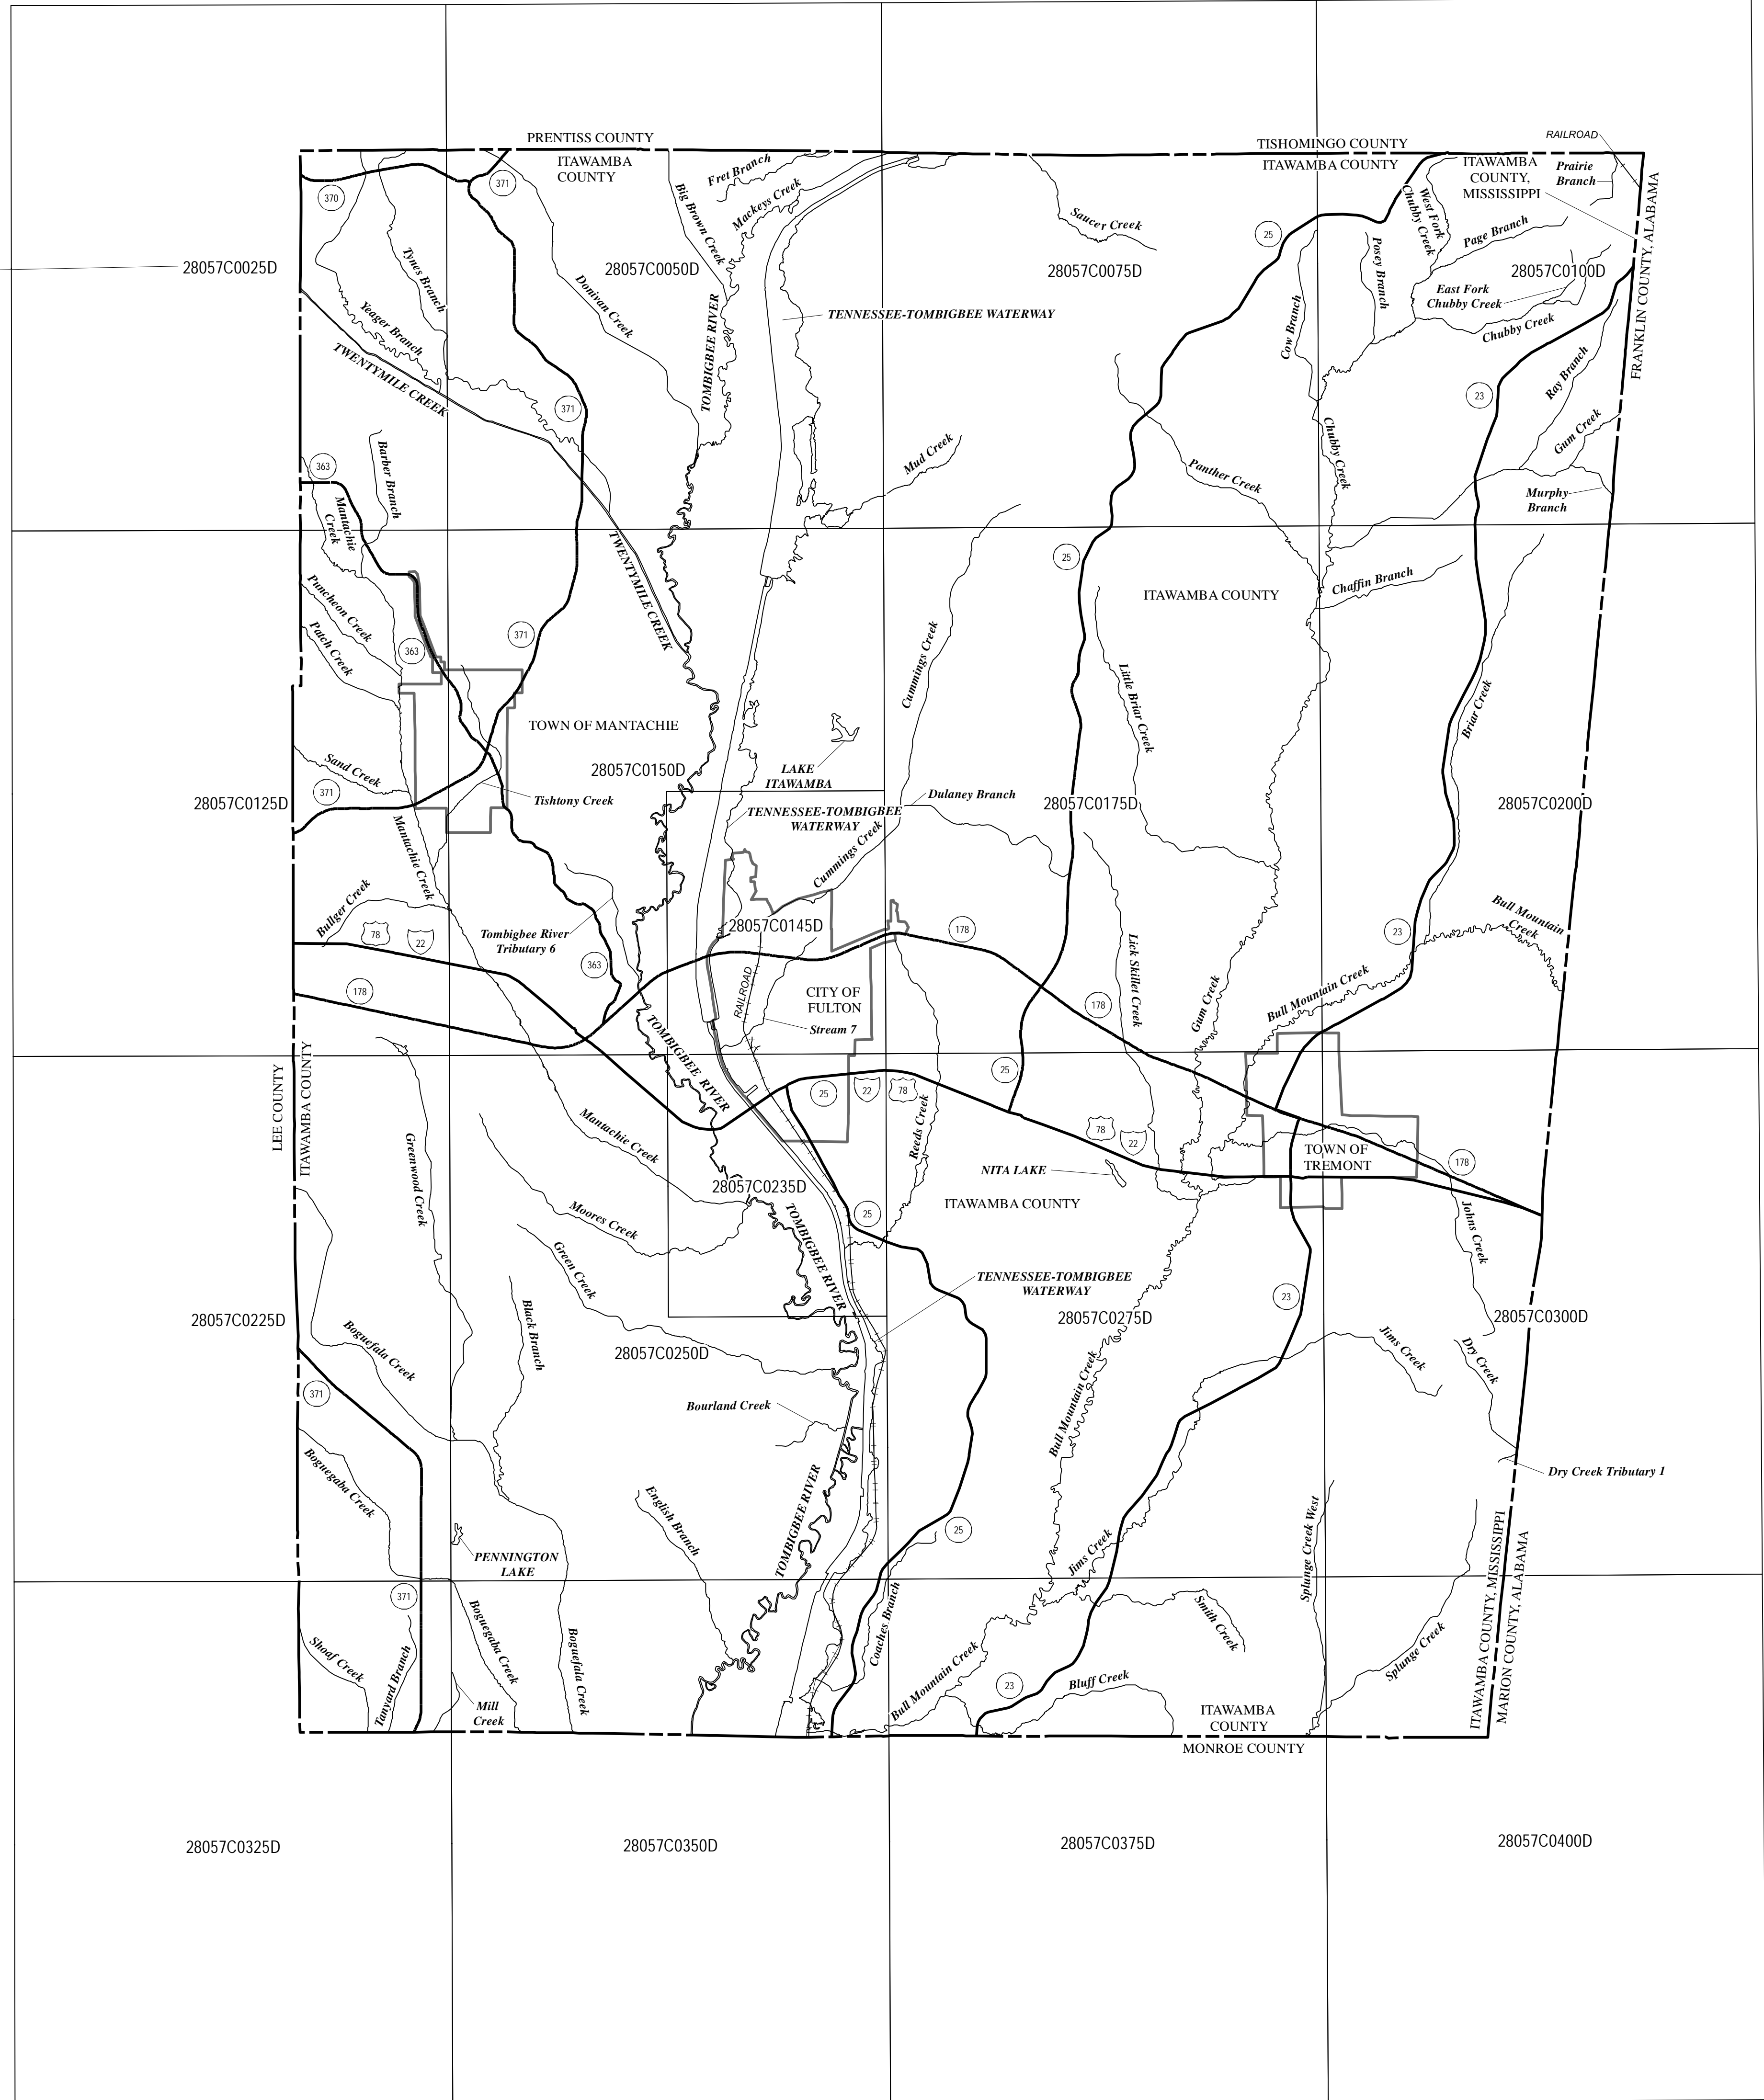 PRENTISS COUNTY
ITAWAMBA
COUNTY
TISHOMINGO COUNTY
ITAWAMBA COUNTY
RAILROAD
ITAWAMBA
COUNTY,
MISSISSIPPI
Prairie
Branch
FRANKLIN COUNTY, ALABAMA
370
371
Fret Branch
Mackeys Creek
Big Brown Creek
Saucer Creek
25
West Fork
Chubby Creek
Posey Branch
Page Branch
28057C0025D
28057C0050D
28057C0075D
28057C0100D
Tynes Branch
Donivan Creek
East Fork
Chubby Creek
Chubby Creek
Yeager Branch
TENNESSEE-TOMBIGBEE WATERWAY
Cow Branch
TWENTYMILE CREEK
TOMBIGBEE RIVER
Ray Branch
23
371
Gum Creek
363
Barber Branch
Mud Creek
Panther Creek
Chubby Creek
Mantachie
Creek
Murphy
Branch
TWENTYMILE CREEK
25
ITAWAMBA COUNTY
Chaffin Branch
Puncheon Creek
Patch Creek
363
371
Cummings Creek
Little Briar Creek
Briar Creek
TOWN OF MANTACHIE
Sand Creek
371
28057C0150D
LAKE
ITAWAMBA
28057C0125D
Tishtony Creek
TENNESSEE-TOMBIGBEE
WATERWAY
Dulaney Branch
28057C0175D
28057C0200D
Mantachie Creek
Cummings Creek
Bullger Creek
78
22
Tombigbee River
Tributary 6
28057C0145D
178
Lick Skillet Creek
23
Bull Mountain
Creek
363
178
RAILROAD
CITY OF
FULTON
Stream 7
178
Gum Creek
Bull Mountain Creek
LEE COUNTY
ITAWAMBA COUNTY
TOMBIGBEE RIVER
25
22
78
25
Mantachie Creek
Greenwood Creek
Reeds Creek
78
22
TOWN OF
TREMONT
178
NITA LAKE
28057C0235D
ITAWAMBA COUNTY
Moores Creek
TOMBIGBEE RIVER
25
Johns Creek
Green Creek
TENNESSEE-TOMBIGBEE
WATERWAY
23
28057C0225D
28057C0275D
28057C0300D
Boguefala Creek
Black Branch
28057C0250D
Jims Creek
Dry Creek
371
Bourland Creek
Bull Mountain Creek
Boguegaba Creek
Dry Creek Tributary 1
English Branch
TOMBIGBEE RIVER
25
Splunge Creek West
PENNINGTON
LAKE
Jims Creek
371
Boguegaba Creek
Coaches Branch
Smith Creek
ITAWAMBA COUNTY, MISSISSIPPI
MARION COUNTY, ALABAMA
Shoaf Creek
Tanyard Branch
Boguefala Creek
Bull Mountain Creek
23
Bluff Creek
Splunge Creek
Mill
Creek
ITAWAMBA
COUNTY
MONROE COUNTY
28057C0325D
28057C0350D
28057C0375D
28057C0400D